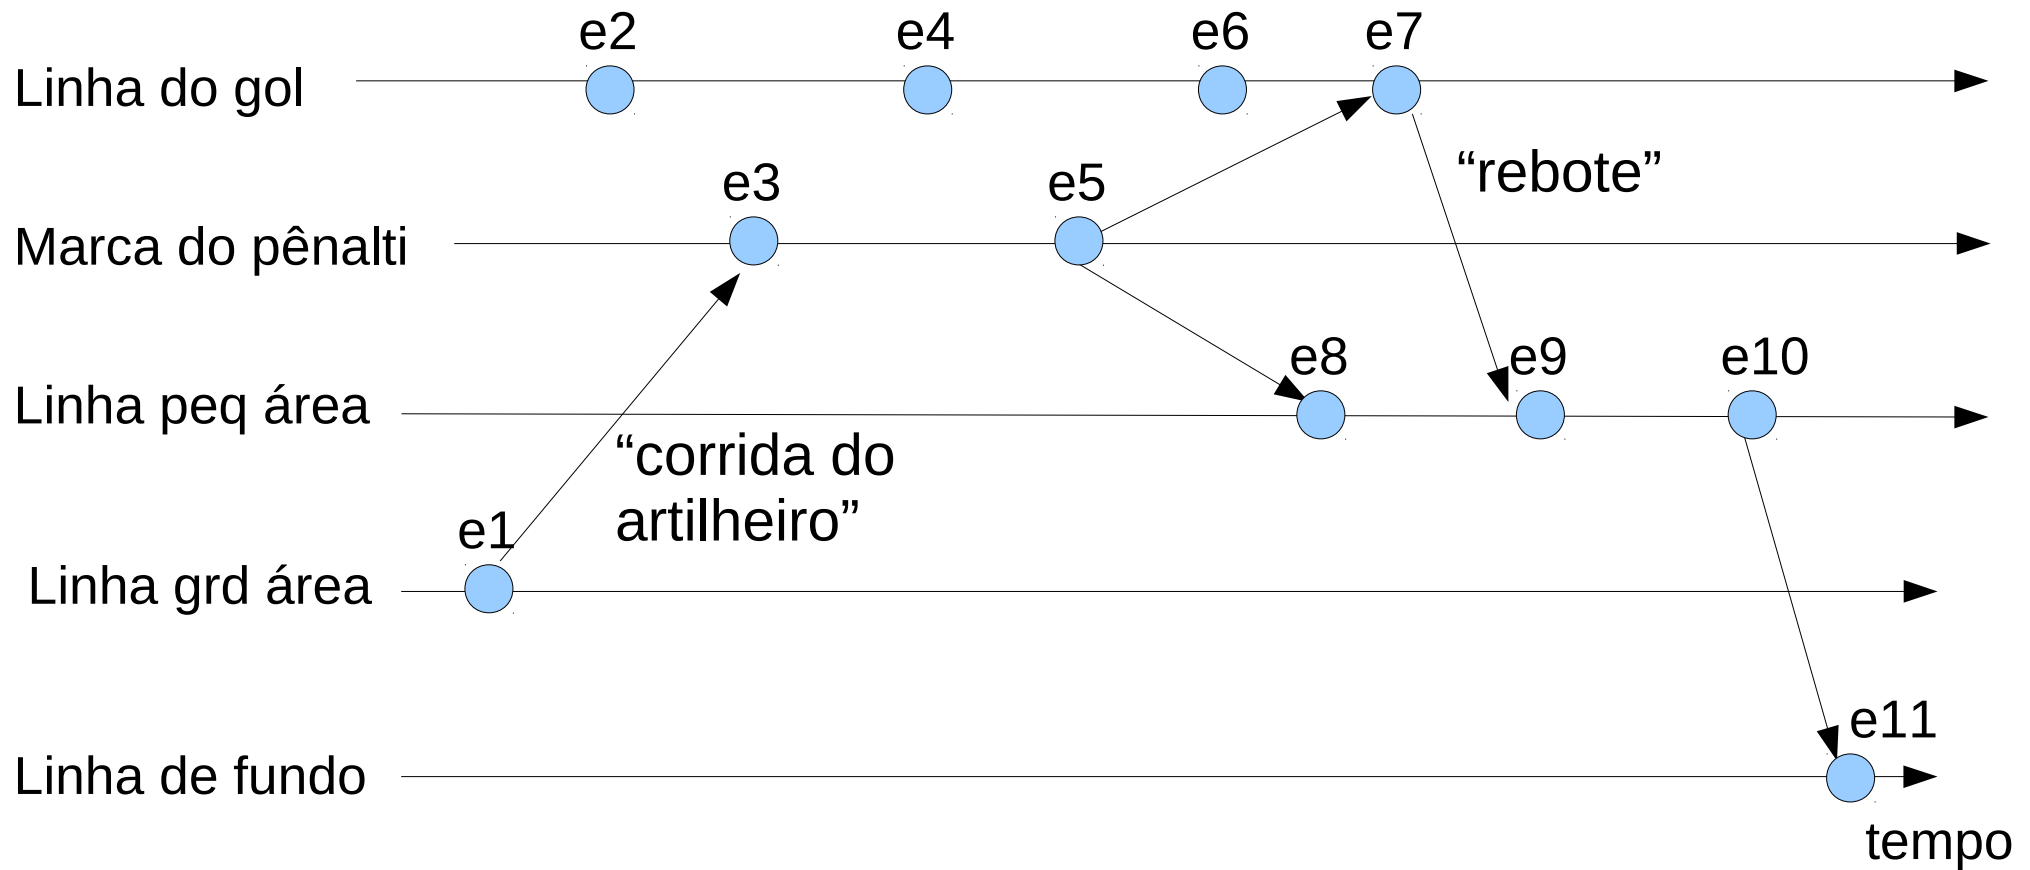 e2 e4 e6 e7
Linha do gol
“rebote”
e3 e5
Marca do pênalti
e8 e9 e10
Linha peq área
“corrida do
artilheiro”
e1
Linha grd área
e11
Linha de fundo
tempo